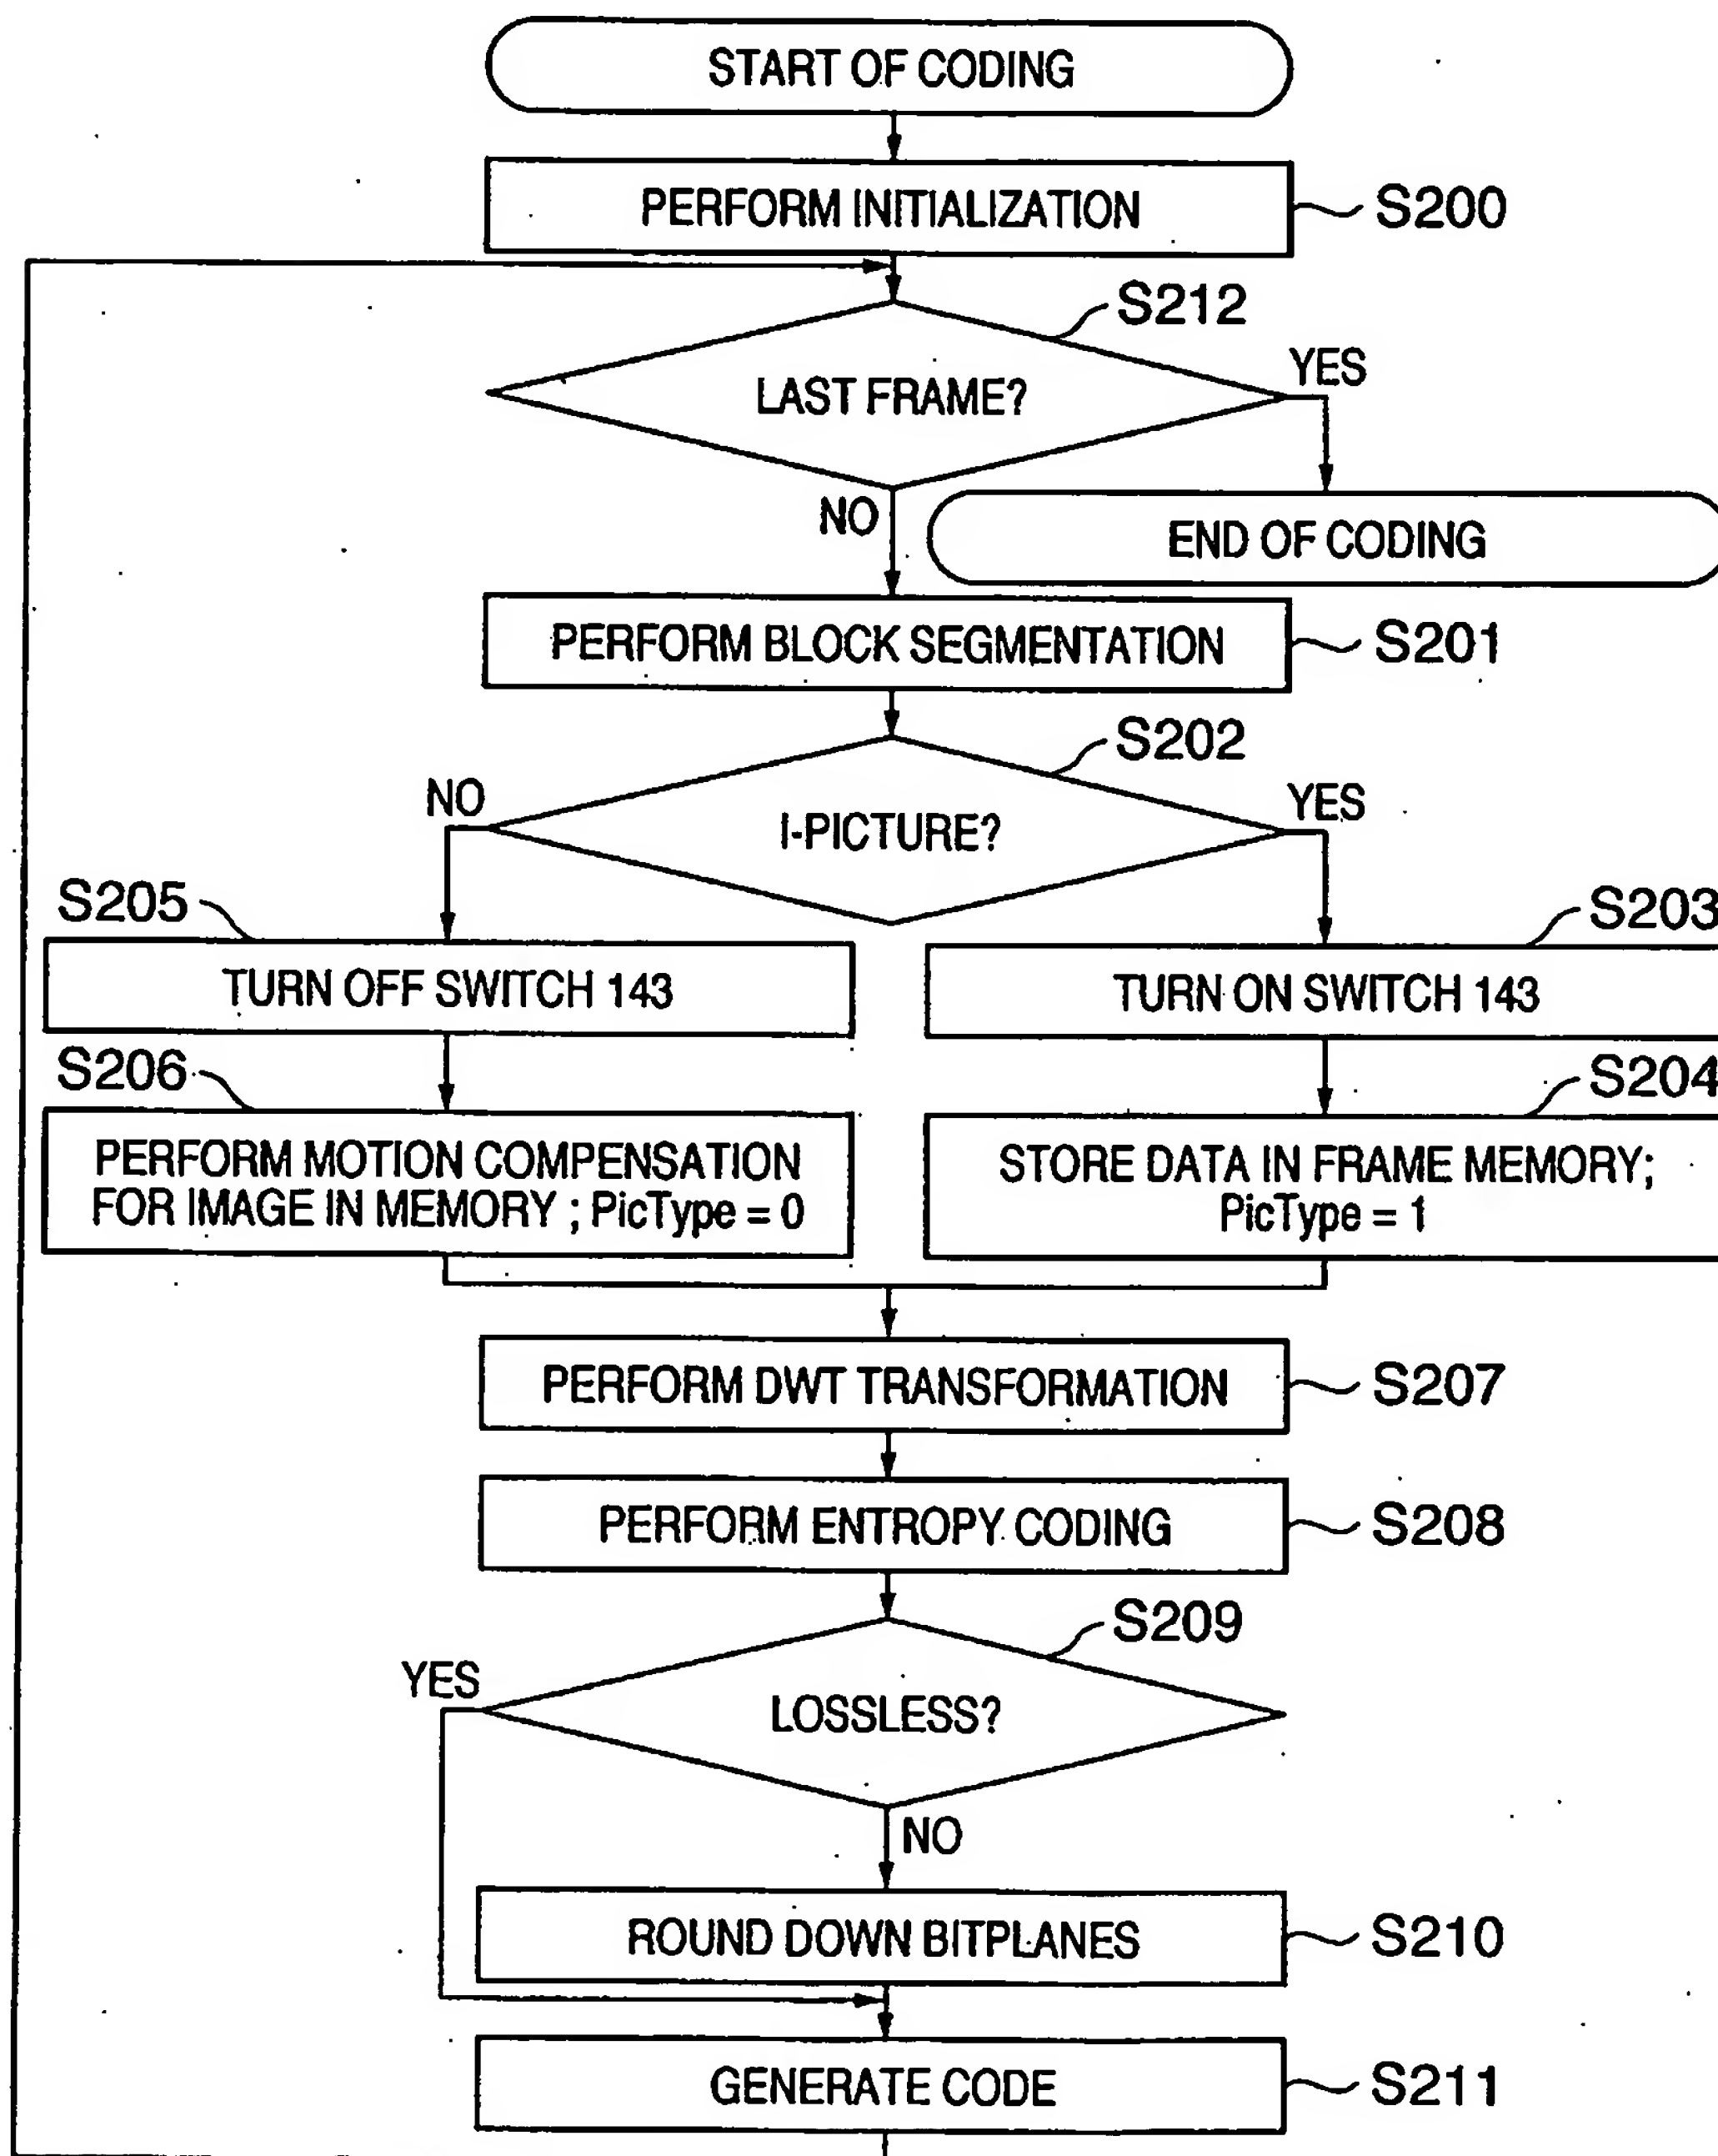 START OF CODING
PERFORM INITIALIZATION
S200
S212
LAST FRAME?
YES
NO
END OF CODING
PERFORM BLOCK SEGMENTATION
S201
S202
I-PICTURE?
NO
YES
S205
S203
TURN OFF SWITCH 143
TURN ON SWITCH 143
S206
S204
PERFORM MOTION COMPENSATION
FOR IMAGE IN MEMORY ; PicType = 0
STORE DATA IN FRAME MEMORY;
PicType = 1
PERFORM DWT TRANSFORMATION
S207
PERFORM ENTROPY CODING
S208
S209
YES
LOSSLESS?
NO
ROUND DOWN BITPLANES
S210
GENERATE CODE
S211